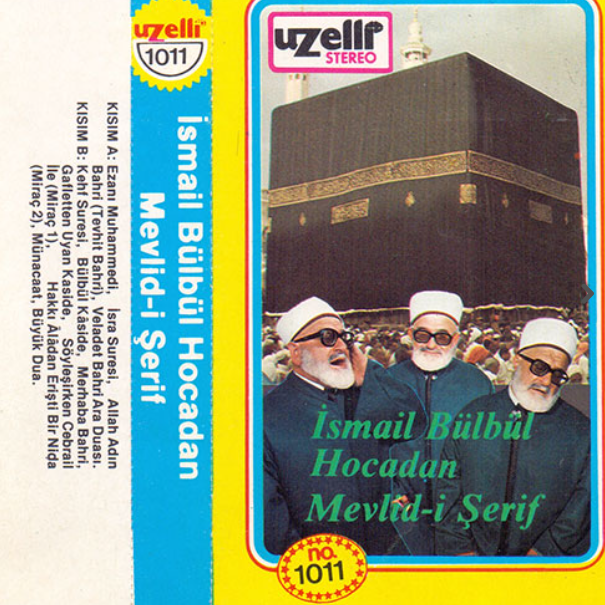 uzelli
1011
İsmail Bülbül Hocadan
Mevlid-i Şerif
KISIM A: Ezanı Muhammedi, İsra Suresi, Allah Adın
Bahri (Tevhit Bahri), Veladet Bahri Ara Duası.
KISIM B: Kehf Suresi, Bülbül Kaside, Merhaba Bahri,
Gafletten Uyan Kaside, Söyleşirken Cebrail
İle (Miraç 1), Hakkı Âlâdan Erişti Bir Nida
(Miraç 2), Münacaat, Büyük Dua.
uzelli
STEREO
İsmail Bülbül
Hocadan
Mevlid-i Şerif
no.
1011